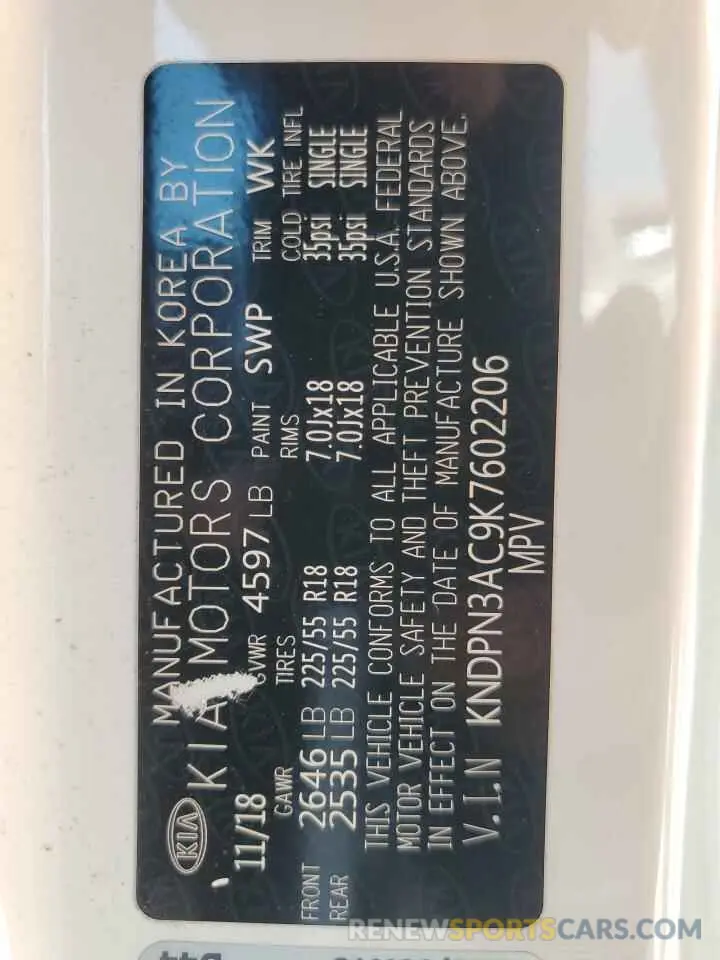 KIA
MANUFACTURED IN KOREA BY
KIA MOTORS CORPORATION
11/18 GVWR 4597 LB PAINT SWP TRIM WK
GAWR TIRES RIMS COLD TIRE INFL
FRONT 2646 LB 225/55 R18 7.0Jx18 35psi SINGLE
REAR 2535 LB 225/55 R18 7.0Jx18 35psi SINGLE
THIS VEHICLE CONFORMS TO ALL APPLICABLE U.S.A. FEDERAL
MOTOR VEHICLE SAFETY AND THEFT PREVENTION STANDARDS
IN EFFECT ON THE DATE OF MANUFACTURE SHOWN ABOVE.
V.I.N KNDPN3AC9K7602206
MPV
RENEWSPORTSCARS.COM